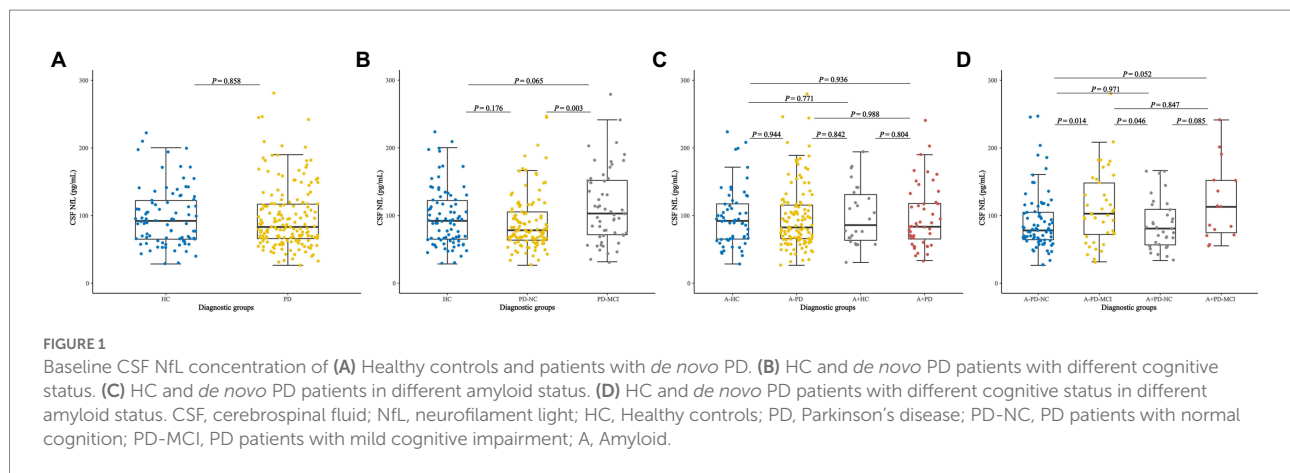 A
B
C
D
300
200
100
0
CSF NfL (pg/mL)
P = 0.858
HC
PD
Diagnostic groups
300
200
100
0
CSF NfL (pg/mL)
P = 0.065
P = 0.176
P = 0.003
HC
PD-NC
PD-MCI
Diagnostic groups
300
200
100
0
CSF NfL (pg/mL)
P = 0.936
P = 0.771
P = 0.988
P = 0.944
P = 0.842
P = 0.804
A-HC
A-PD
A+HC
A+PD
Diagnostic groups
300
200
100
0
CSF NfL (pg/mL)
P = 0.052
P = 0.971
P = 0.847
P = 0.014
P = 0.046
P = 0.085
A-PD-NC
A-PD-MCI
A+PD-NC
A+PD-MCI
Diagnostic groups
FIGURE 1
Baseline CSF NfL concentration of (A) Healthy controls and patients with de novo PD. (B) HC and de novo PD patients with different cognitive
status. (C) HC and de novo PD patients in different amyloid status. (D) HC and de novo PD patients with different cognitive status in different
amyloid status. CSF, cerebrospinal fluid; NfL, neurofilament light; HC, Healthy controls; PD, Parkinson's disease; PD-NC, PD patients with normal
cognition; PD-MCI, PD patients with mild cognitive impairment; A, Amyloid.